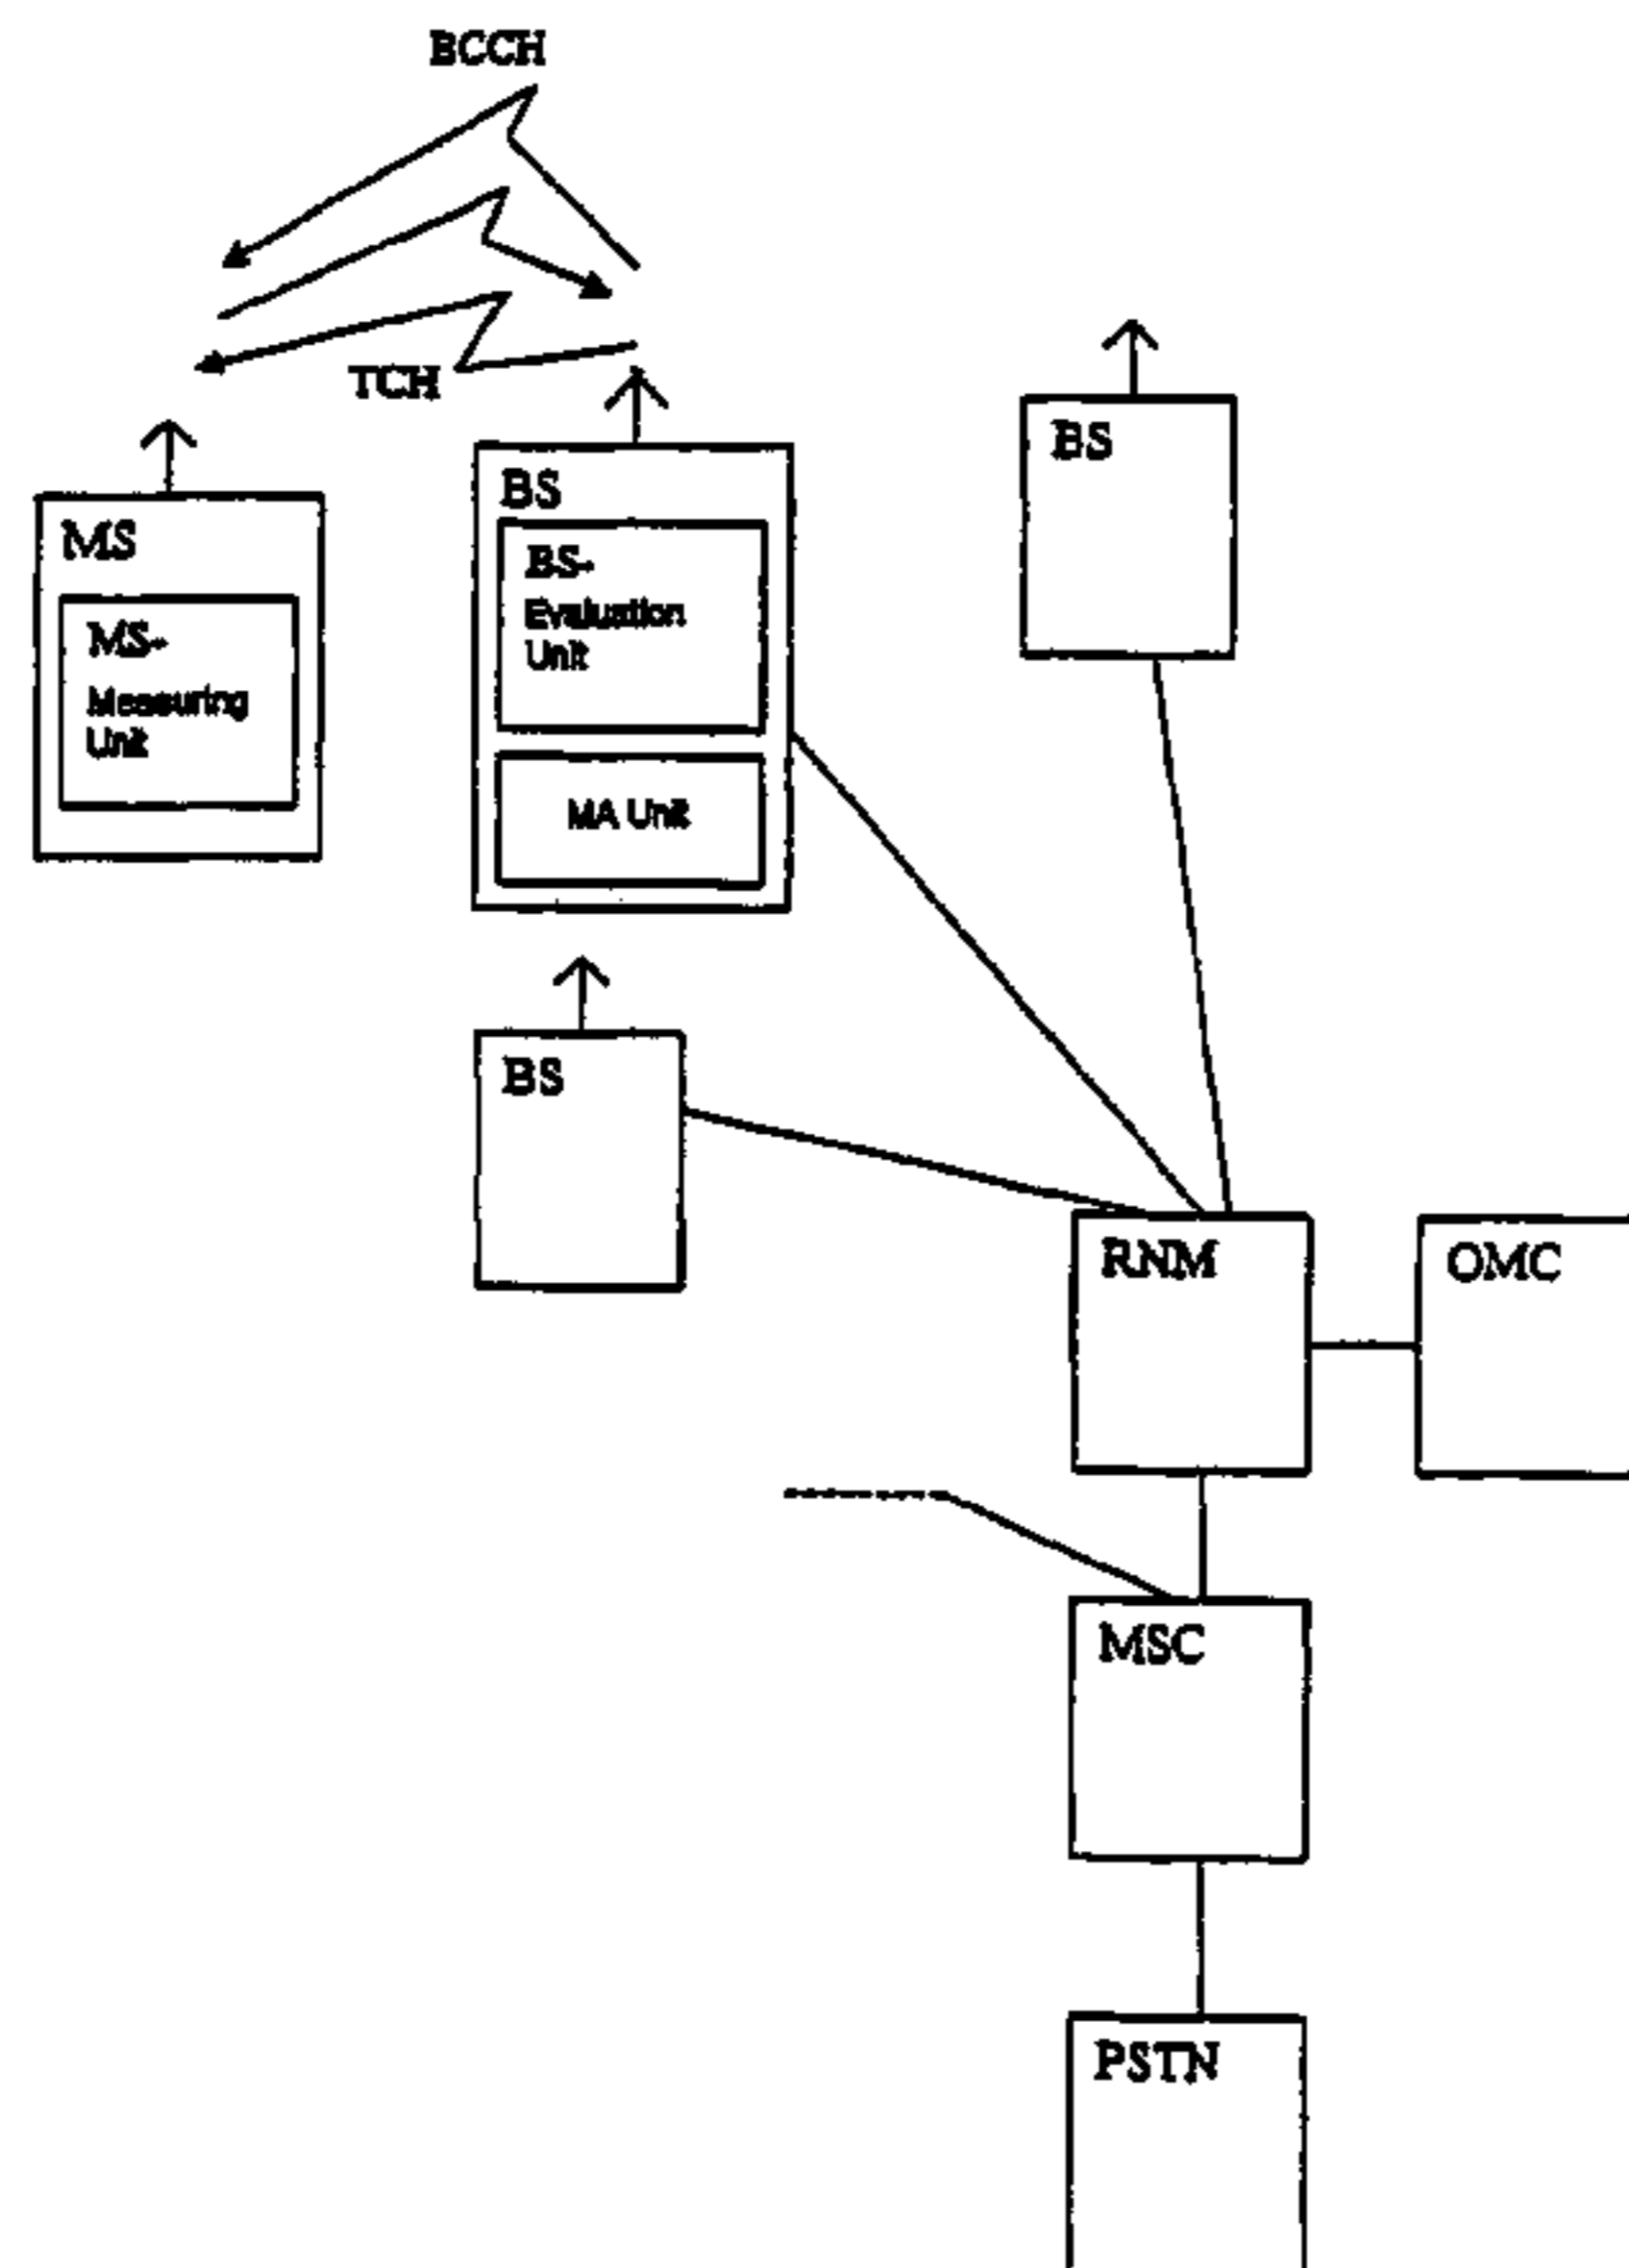 BCCH
TCH
MS
MS-
Measuring
Unit
BS
BS-
Evaluation
Unit
MA Unit
BS
BS
RNM
OMC
MSC
PSTN